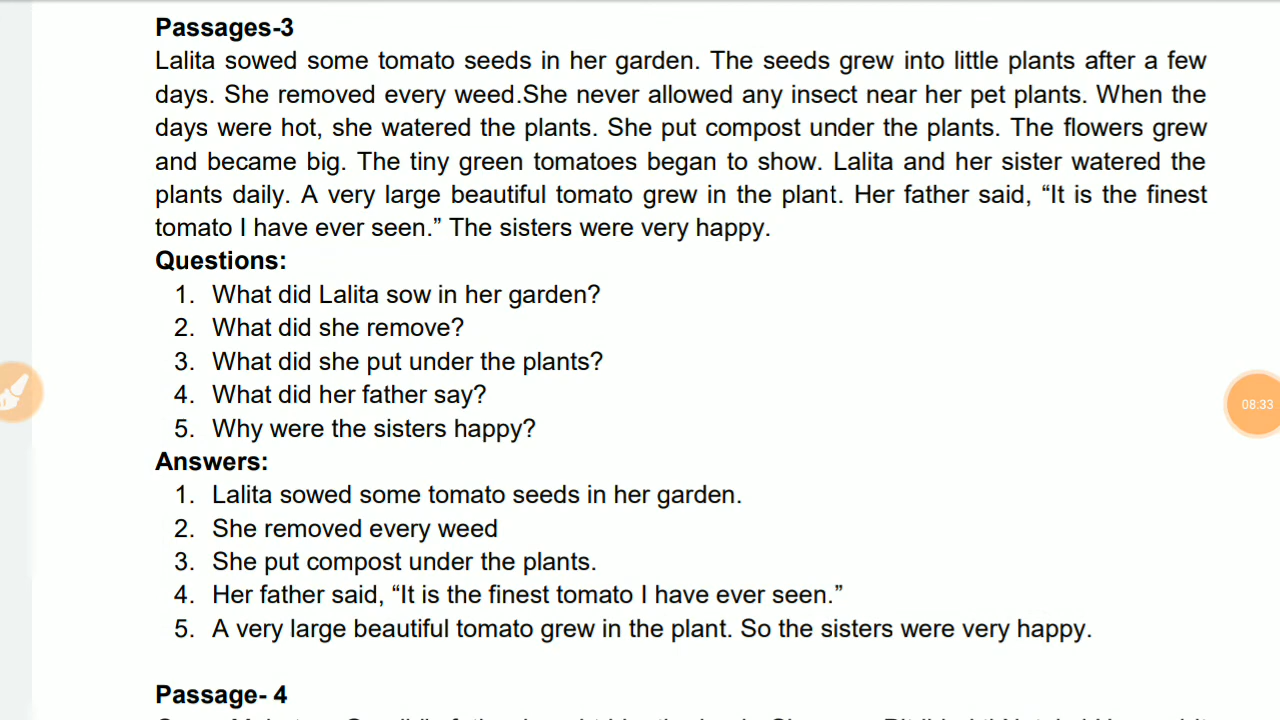 Passages-3
Lalita sowed some tomato seeds in her garden. The seeds grew into little plants after a few
days. She removed every weed.She never allowed any insect near her pet plants. When the
days were hot, she watered the plants. She put compost under the plants. The flowers grew
and became big. The tiny green tomatoes began to show. Lalita and her sister watered the
plants daily. A very large beautiful tomato grew in the plant. Her father said, “It is the finest
tomato I have ever seen.” The sisters were very happy.
Questions:
1. What did Lalita sow in her garden?
2. What did she remove?
3. What did she put under the plants?
4. What did her father say?
5. Why were the sisters happy?
08:33
Answers:
1. Lalita sowed some tomato seeds in her garden.
2. She removed every weed
3. She put compost under the plants.
4. Her father said, “It is the finest tomato I have ever seen.”
5. A very large beautiful tomato grew in the plant. So the sisters were very happy.
Passage- 4